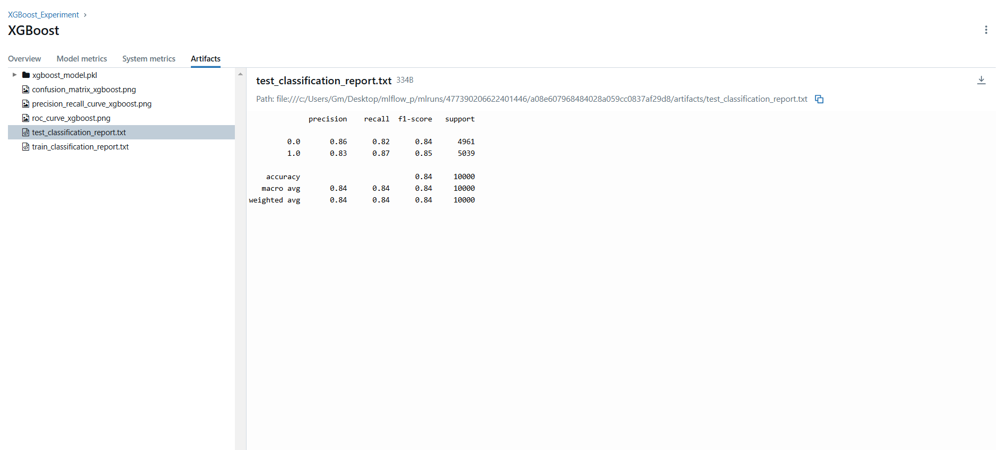 XGBoost_Experiment >
XGBoost
Overview Model metrics System metrics Artifacts
xgboost_model.pkl
confusion_matrix_xgboost.png
precision_recall_curve_xgboost.png
roc_curve_xgboost.png
test_classification_report.txt
train_classification_report.txt
test_classification_report.txt 334B
Path: file:///c:/Users/Gm/Desktop/mlflow_p/mlruns/477390206622401446/a08e607968484028a059cc0837af29d8/artifacts/test_classification_report.txt
precision recall f1-score support
0.0 0.86 0.82 0.84 4961
1.0 0.83 0.87 0.85 5039
accuracy 0.84 10000
macro avg 0.84 0.84 0.84 10000
weighted avg 0.84 0.84 0.84 10000